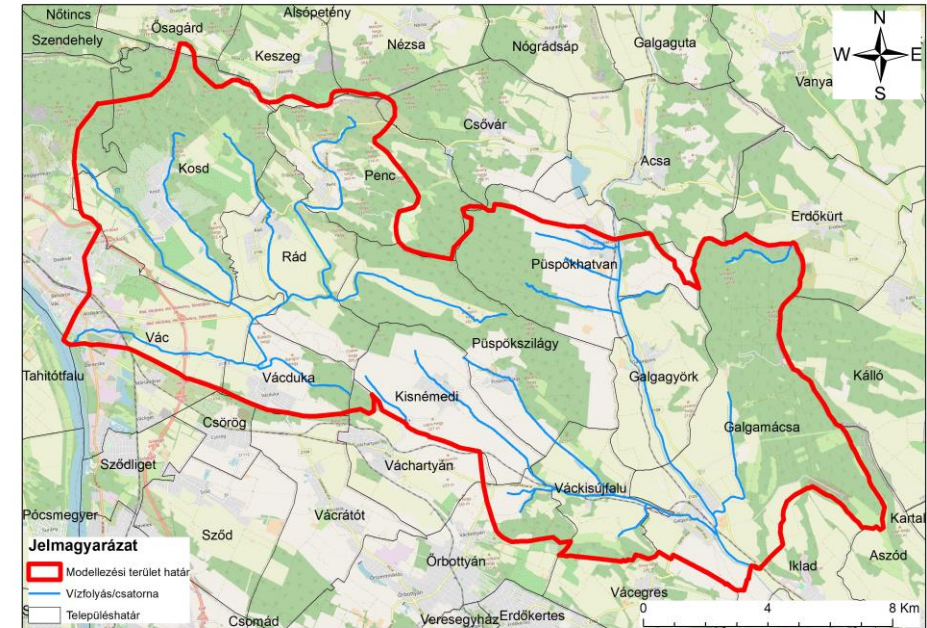 Nőtincs
Ősagárd
Alsópetény
Szendehely
Keszeg
Nézsa
Nógrádsáp
Galgaguta
N
W
E
S
Vanya
Csővár
Kosd
Penc
Acsa
Erdőkürt
Rád
Püspökhatvan
Vác
Püspökszilágy
Tahitótfalu
Vácduka
Kisnémedi
Galgagyörk
Kálló
Csörög
Galgamácsa
Sződliget
Váchartyán
Váckisújfalu
Pócsmegyer
Vácrátót
Kartal
Sződ
Jelmagyarázat
Modellezési terület határ
Vízfolyás/csatorna
Településhatár
Őrbottyán
Iklad
Aszód
Vácegres
Csomád
Veresegyház
Erdőkertes
0
4
8 Km